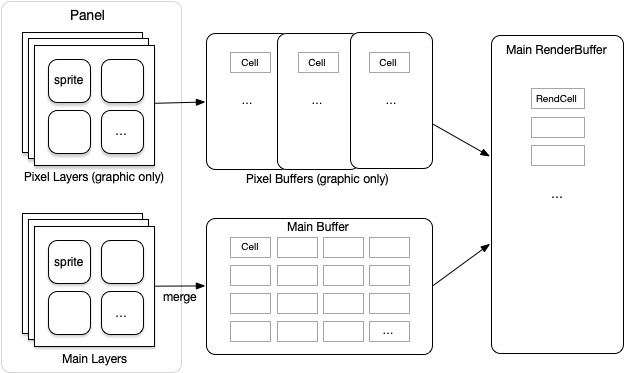 Panel
sprite
...
Pixel Layers (graphic only)
Cell
Cell
Cell
...
...
...
Pixel Buffers (graphic only)
Main RenderBuffer
RendCell
...
sprite
...
Main Layers
merge
Main Buffer
Cell
...